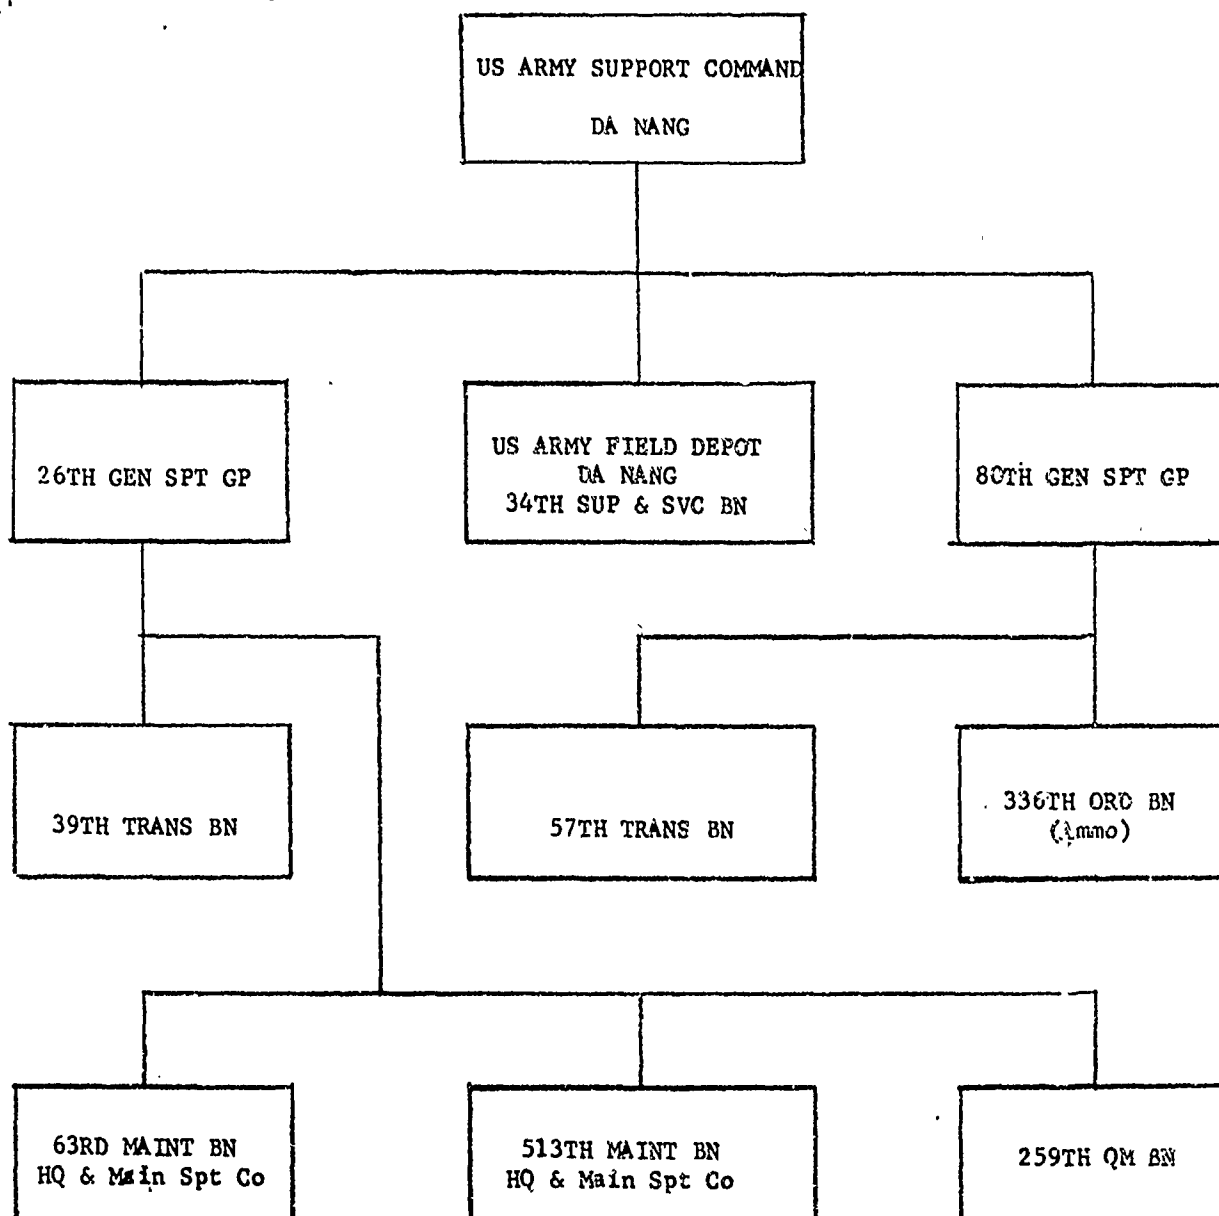 US ARMY SUPPORT COMMAND
DA NANG
26TH GEN SPT GP
US ARMY FIELD DEPOT
DA NANG
34TH SUP & SVC BN
80TH GEN SPT GP
39TH TRANS BN
57TH TRANS BN
336TH ORD BN
(Ammo)
63RD MAINT BN
HQ & Main Spt Co
513TH MAINT BN
HQ & Main Spt Co
259TH QM BN